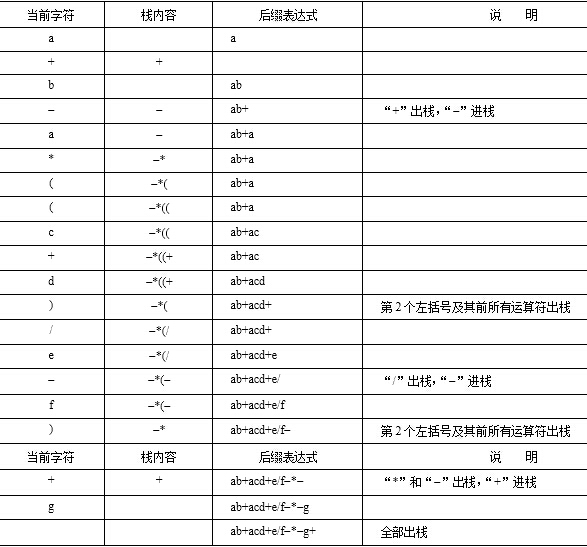 当前字符 栈内容 后缀表达式 说 明
a a
+ +
b ab
– – ab+ “+”出栈，“–”进栈
a – ab+a
* –* ab+a
( –*( ab+a
( –*(( ab+a
c –*(( ab+ac
+ –*((+ ab+ac
d –*((+ ab+acd
) –*( ab+acd+ 第2个左括号及其前所有运算符出栈
/ –*(/ ab+acd+
e –*(/ ab+acd+e
– –*(– ab+acd+e/ “/”出栈，“–”进栈
f –*(– ab+acd+e/f
) –* ab+acd+e/f– 第2个左括号及其前所有运算符出栈
当前字符 栈内容 后缀表达式 说 明
+ + ab+acd+e/f–*– “*”和“–”出栈，“+”进栈
g ab+acd+e/f–*–g
ab+acd+e/f–*–g+ 全部出栈